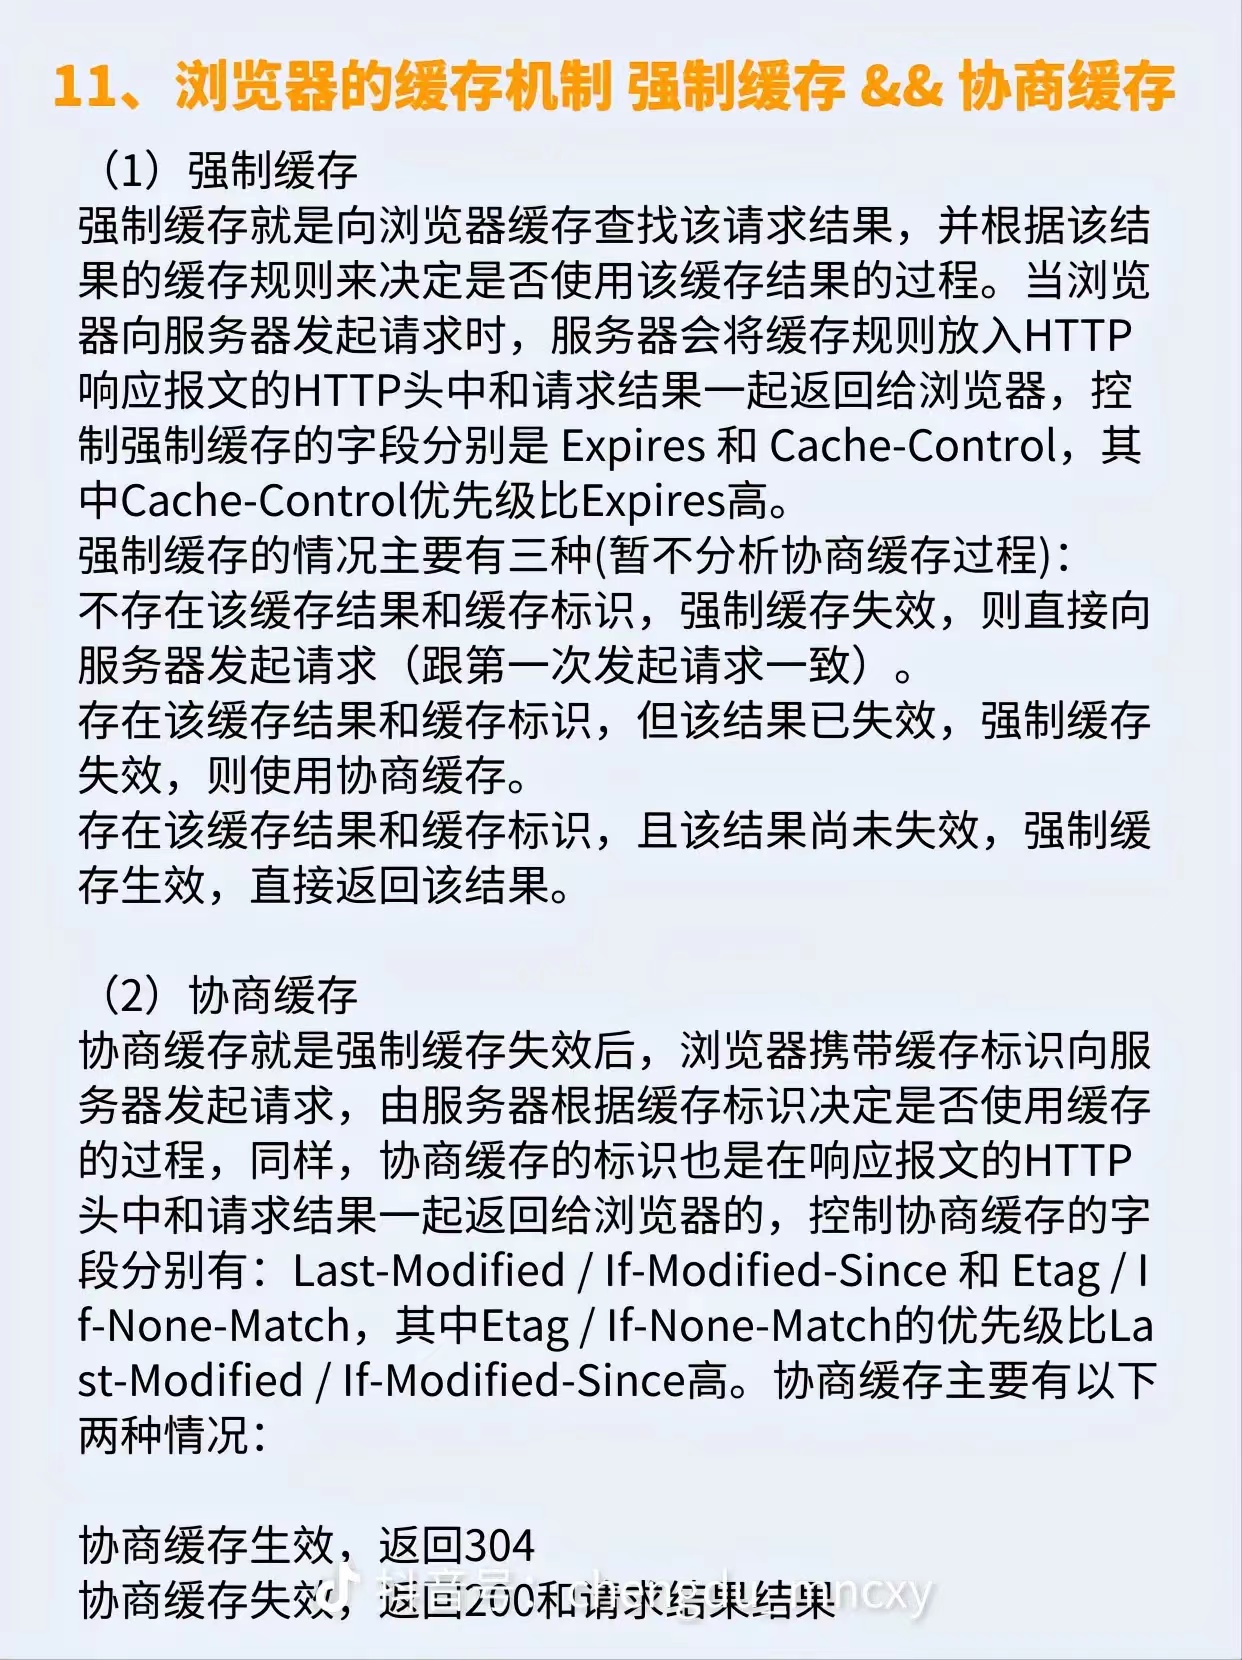 11、浏览器的缓存机制 强制缓存 && 协商缓存
（1）强制缓存
强制缓存就是向浏览器缓存查找该请求结果，并根据该结
果的缓存规则来决定是否使用该缓存结果的过程。当浏览
器向服务器发起请求时，服务器会将缓存规则放入HTTP
响应报文的HTTP头中和请求结果一起返回给浏览器，控
制强制缓存的字段分别是 Expires 和 Cache-Control，其
中Cache-Control优先级比Expires高。
强制缓存的情况主要有三种(暂不分析协商缓存过程)：
不存在该缓存结果和缓存标识，强制缓存失效，则直接向
服务器发起请求（跟第一次发起请求一致）。
存在该缓存结果和缓存标识，但该结果已失效，强制缓存
失效，则使用协商缓存。
存在该缓存结果和缓存标识，且该结果尚未失效，强制缓
存生效，直接返回该结果。
（2）协商缓存
协商缓存就是强制缓存失效后，浏览器携带缓存标识向服
务器发起请求，由服务器根据缓存标识决定是否使用缓存
的过程，同样，协商缓存的标识也是在响应报文的HTTP
头中和请求结果一起返回给浏览器的，控制协商缓存的字
段分别有：Last-Modified / If-Modified-Since 和 Etag / I
f-None-Match，其中Etag / If-None-Match的优先级比La
st-Modified / If-Modified-Since高。协商缓存主要有以下
两种情况：
协商缓存生效，返回304
协商缓存失效，返回200和请求结果结果
抖音号：chengdu_mncxy